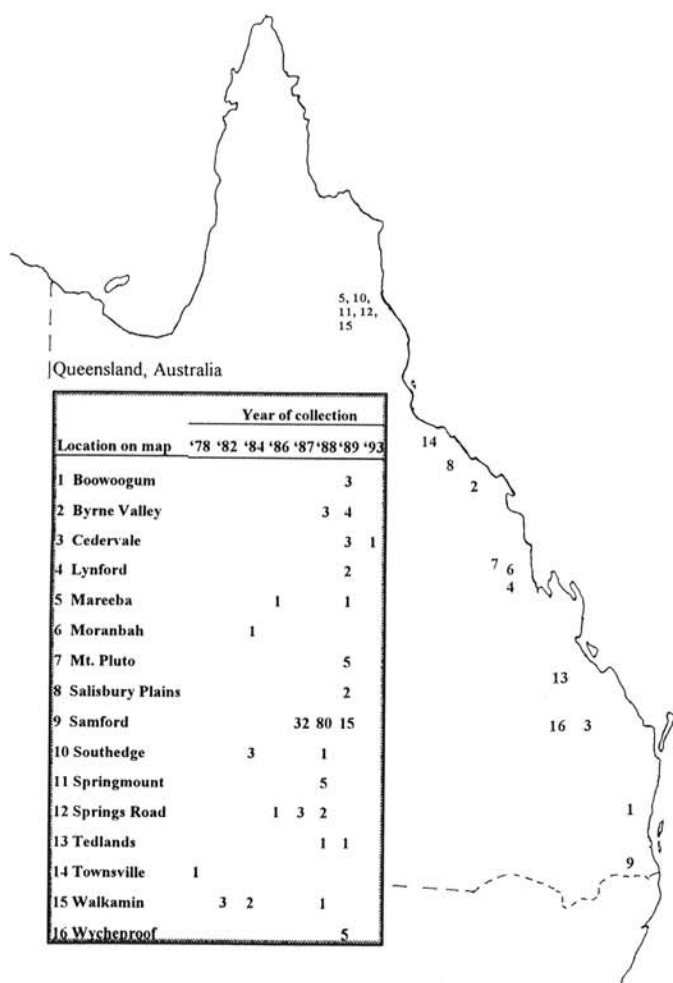 5, 10,
11, 12,
15
Queensland, Australia
Year of collection
Location on map '78 '82 '84 '86 '87 '88 '89 '93
1 Boowoogum 3
2 Byrne Valley 3 4
3 Cedervale 3 1
4 Lynford 2
5 Mareeba 1 1
6 Moranbah 1
7 Mt. Pluto 5
8 Salisbury Plains 2
9 Samford 32 80 15
10 Southedge 3 1
11 Springmount 5
12 Springs Road 1 3 2
13 Tedlands 1 1
14 Townsville 1
15 Walkamin 3 2 1
16 Wycheproof 5
14
8
2
7 6
4
13
16 3
1
9